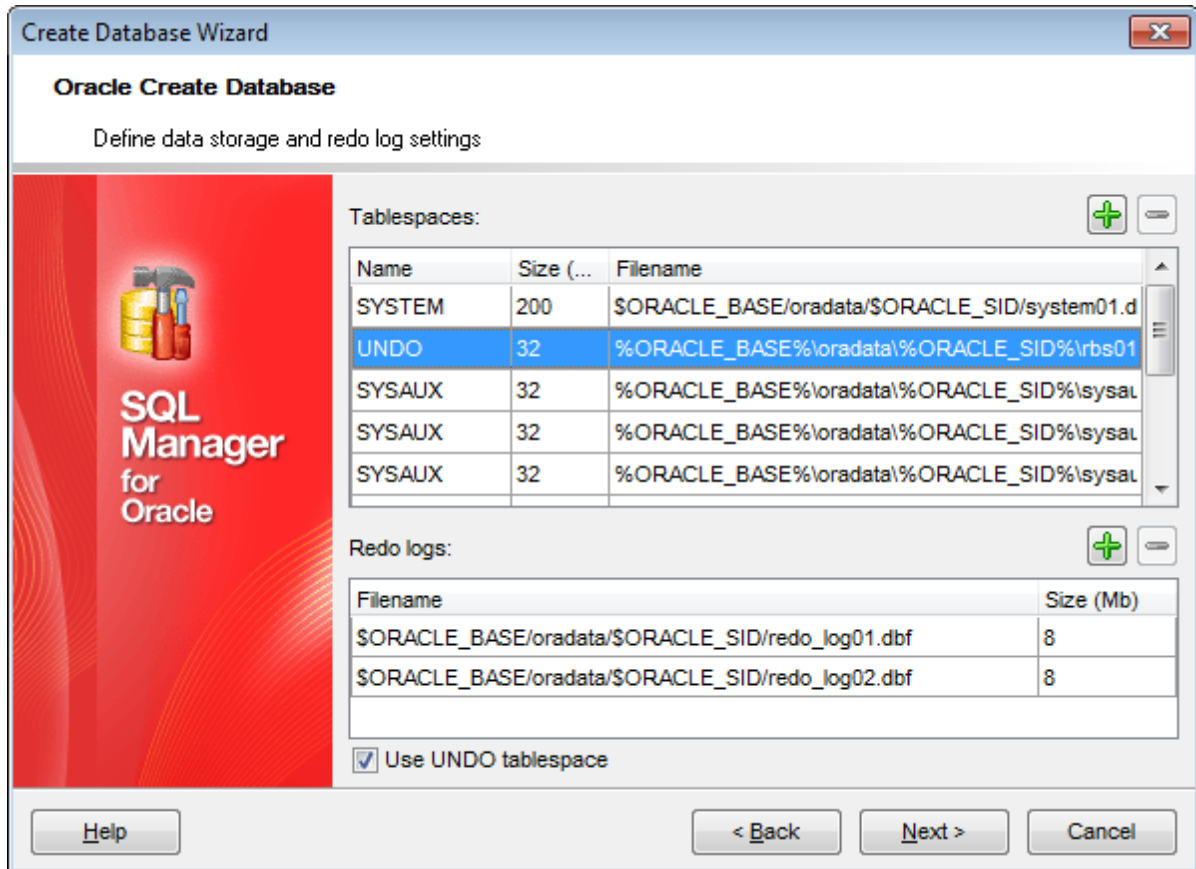 Create Database Wizard
Oracle Create Database
Define data storage and redo log settings
SQL
Manager
for
Oracle
Tablespaces:
Name Size (... Filename
SYSTEM 200 $ORACLE_BASE/oradata/$ORACLE_SID/system01.d
UNDO 32 %ORACLE_BASE%\oradata\%ORACLE_SID%\rbs01
SYSAUX 32 %ORACLE_BASE%\oradata\%ORACLE_SID%\sysau
SYSAUX 32 %ORACLE_BASE%\oradata\%ORACLE_SID%\sysau
SYSAUX 32 %ORACLE_BASE%\oradata\%ORACLE_SID%\sysau
Redo logs:
Filename Size (Mb)
$ORACLE_BASE/oradata/$ORACLE_SID/redo_log01.dbf 8
$ORACLE_BASE/oradata/$ORACLE_SID/redo_log02.dbf 8
Use UNDO tablespace
Help < Back Next > Cancel